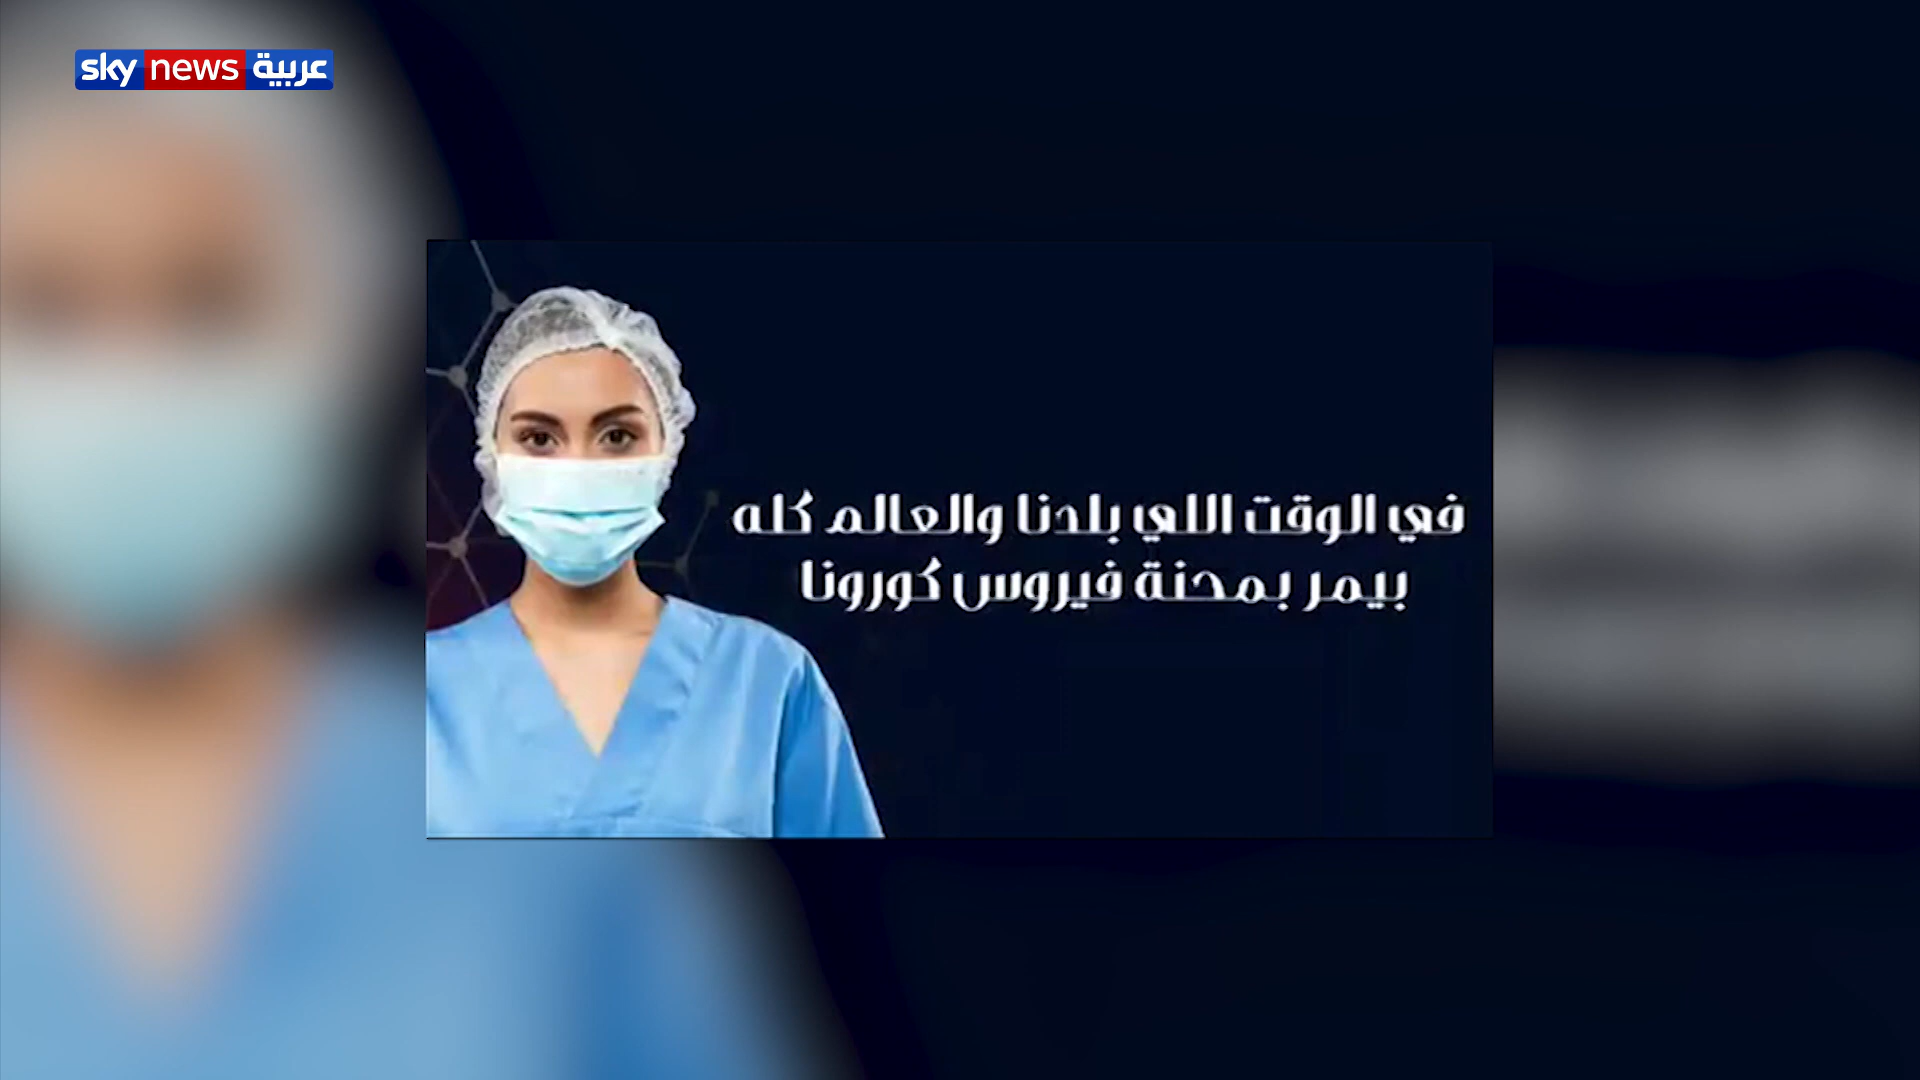 sky news عربية
في الوقت اللي بلدنا والعالم كله
بيمر بمحنة فيروس كورونا